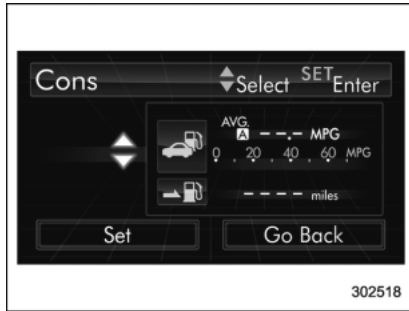 Cons Select SET Enter
AVG.
A --.- MPG
0 . 20 . 40 . 60 MPG
---- miles
Set Go Back
302518